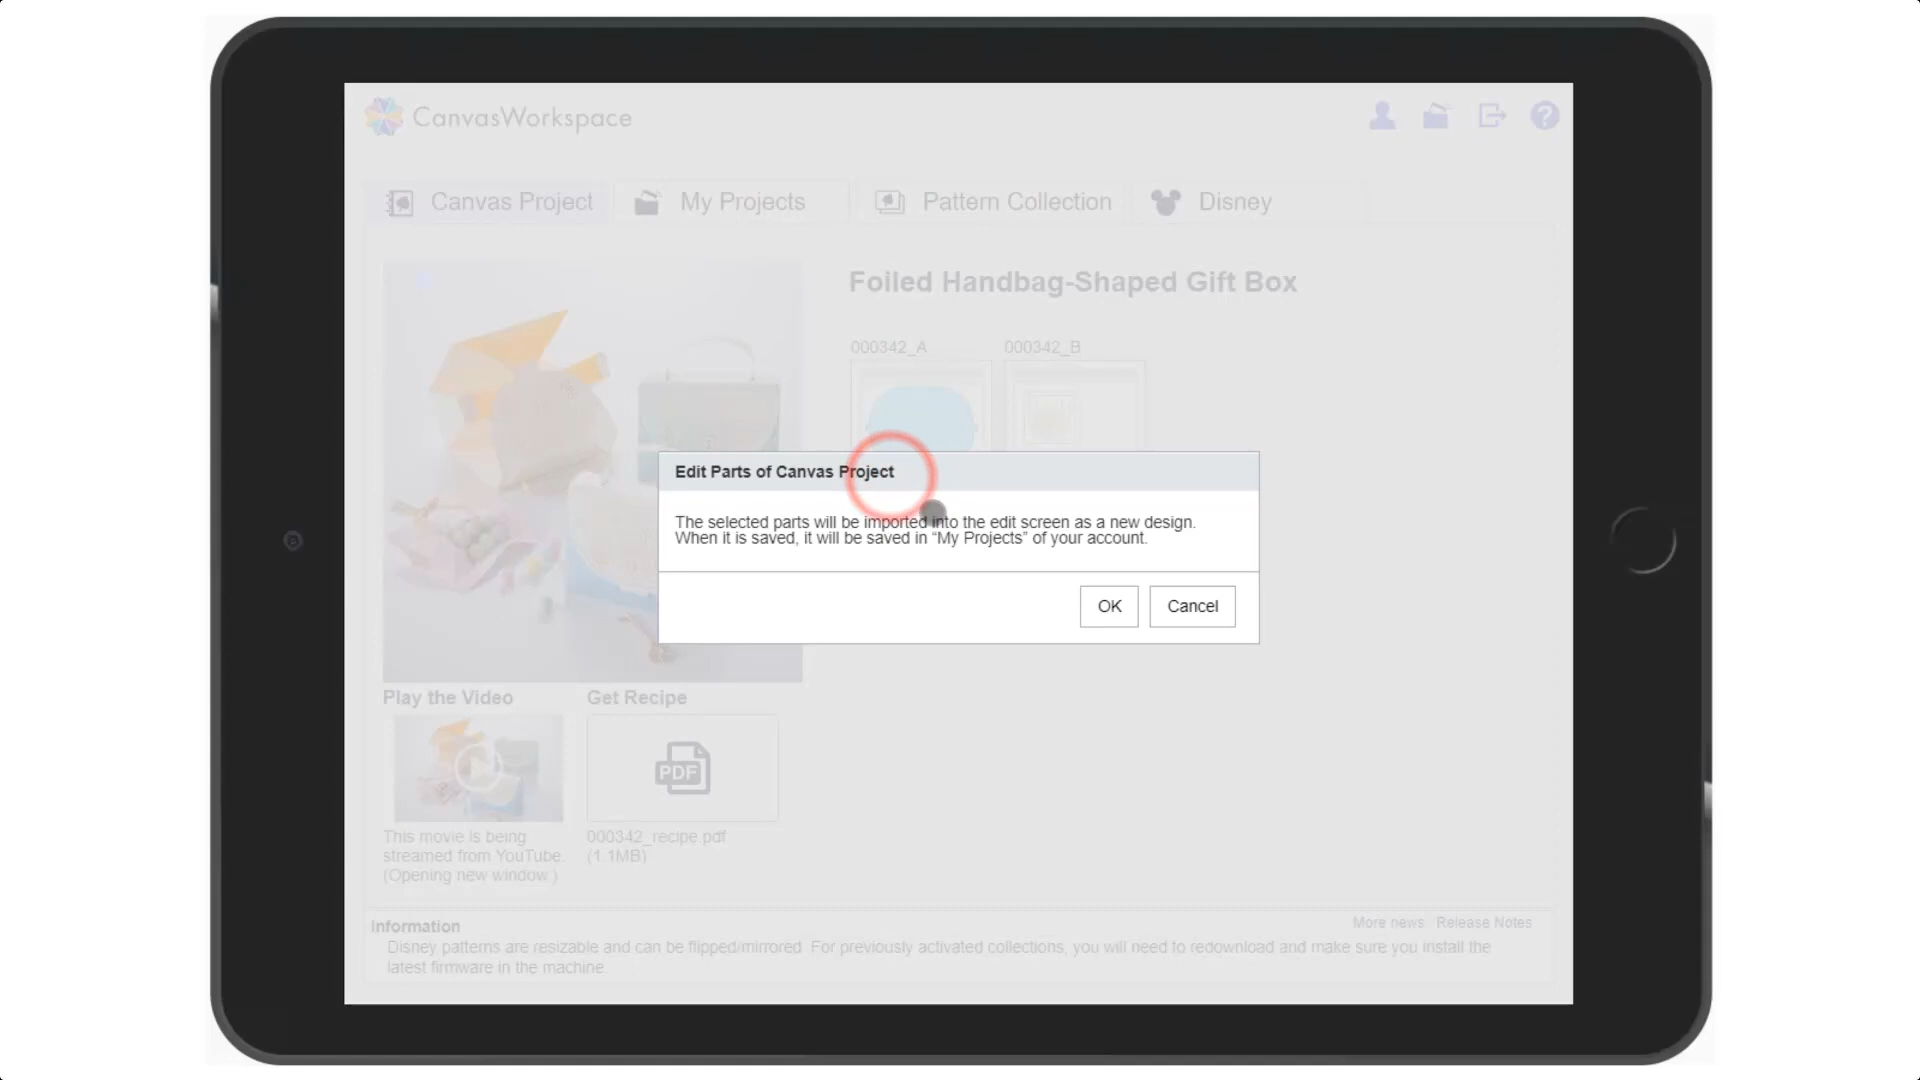 CanvasWorkspace
Canvas Project
My Projects
Pattern Collection
Disney
Foiled Handbag-Shaped Gift Box
000342_A
000342_B
Edit Parts of Canvas Project
The selected parts will be imported into the edit screen as a new design.
When it is saved, it will be saved in “My Projects” of your account.
OK
Cancel
Play the Video
Get Recipe
PDF
This movie is being
streamed from YouTube.
(Opening new window.)
000342_recipe.pdf
(1.1MB)
Information
More news
Release Notes
Disney patterns are resizable and can be flipped/mirrored. For previously activated collections, you will need to redownload and make sure you install the
latest firmware in the machine.